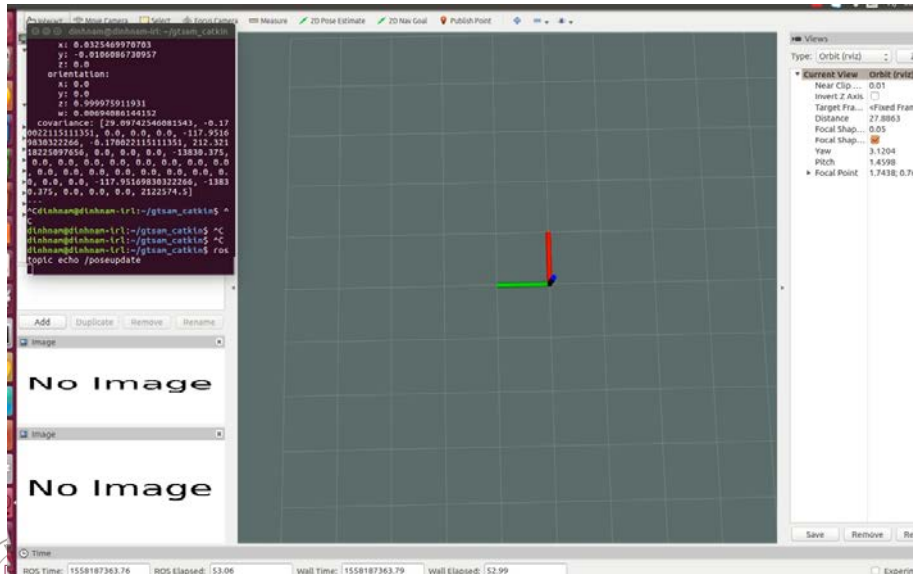 Interact Move Camera Select Focus Camera Measure 2D Pose Estimate 2D Nav Goal Publish Point
dinhnam@dinhnam-irl: ~/gtsam_catkin
x: 0.0325469970703
y: -0.0106086730957
z: 0.0
orientation:
x: 0.0
y: 0.0
z: 0.999975911931
w: 0.00694086144152
covariance: [29.09742546081543, -0.17
0022115111351, 0.0, 0.0, 0.0, -117.9516
9830322266, -0.170022115111351, 212.321
18225097656, 0.0, 0.0, 0.0, -13830.375,
0.0, 0.0, 0.0, 0.0, 0.0, 0.0, 0.0, 0.0
, 0.0, 0.0, 0.0, 0.0, 0.0, 0.0, 0.0, 0.
0, 0.0, 0.0, -117.95169830322266, -1383
0.375, 0.0, 0.0, 0.0, 2122574.5]
---
^Cdinhnam@dinhnam-irl:~/gtsam_catkin$ ^
C
dinhnam@dinhnam-irl:~/gtsam_catkin$ ^C
dinhnam@dinhnam-irl:~/gtsam_catkin$ ^C
dinhnam@dinhnam-irl:~/gtsam_catkin$ ros
topic echo /poseupdate
Add Duplicate Remove Rename
Image
No Image
Image
No Image
Views
Type: Orbit (rviz)
Current View Orbit (rviz)
Near Clip ... 0.01
Invert Z Axis
Target Fra... <Fixed Fram
Distance 27.8863
Focal Shap... 0.05
Focal Shap...
Yaw 3.1204
Pitch 1.4598
Focal Point 1.7438; 0.7
Save Remove Re
Time
ROS Time: 1558187363.76 ROS Elapsed: 53.06 Wall Time: 1558187363.79 Wall Elapsed: 52.99 Experim